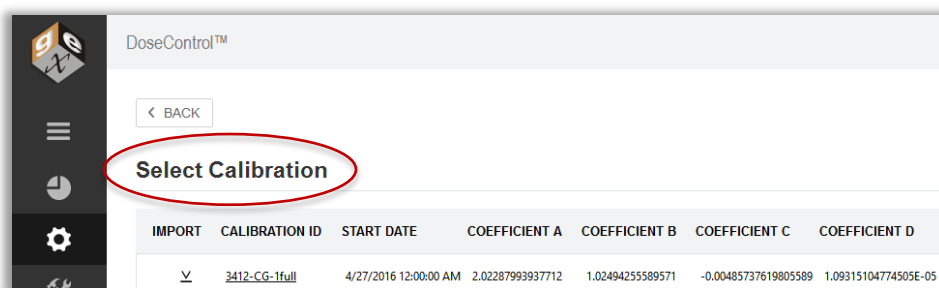 gex
DoseControl™
BACK
Select Calibration
IMPORT CALIBRATION ID START DATE COEFFICIENT A COEFFICIENT B COEFFICIENT C COEFFICIENT D
3412-CG-1full 4/27/2016 12:00:00 AM 2.02287993937712 1.02494255589571 -0.00485737619805589 1.09315104774505E-05